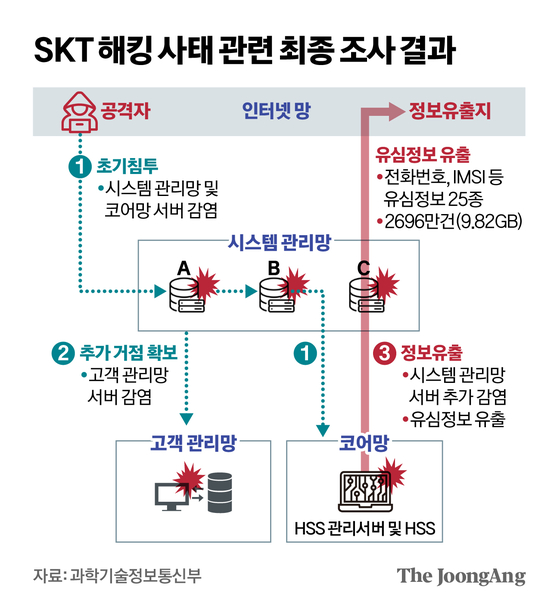 SKT 해킹 사태 관련 최종 조사 결과
공격자
인터넷 망
정보유출지
1 초기침투
•시스템 관리망 및
코어망 서버 감염
유심정보 유출
•전화번호, IMSI 등
유심정보 25종
•2696만건(9.82GB)
시스템 관리망
A
B
C
2 추가 거점 확보
•고객 관리망
서버 감염
1
3 정보유출
•시스템 관리망
서버 추가 감염
•유심정보 유출
고객 관리망
코어망
HSS 관리서버 및 HSS
자료 : 과학기술정보통신부
The JoongAng